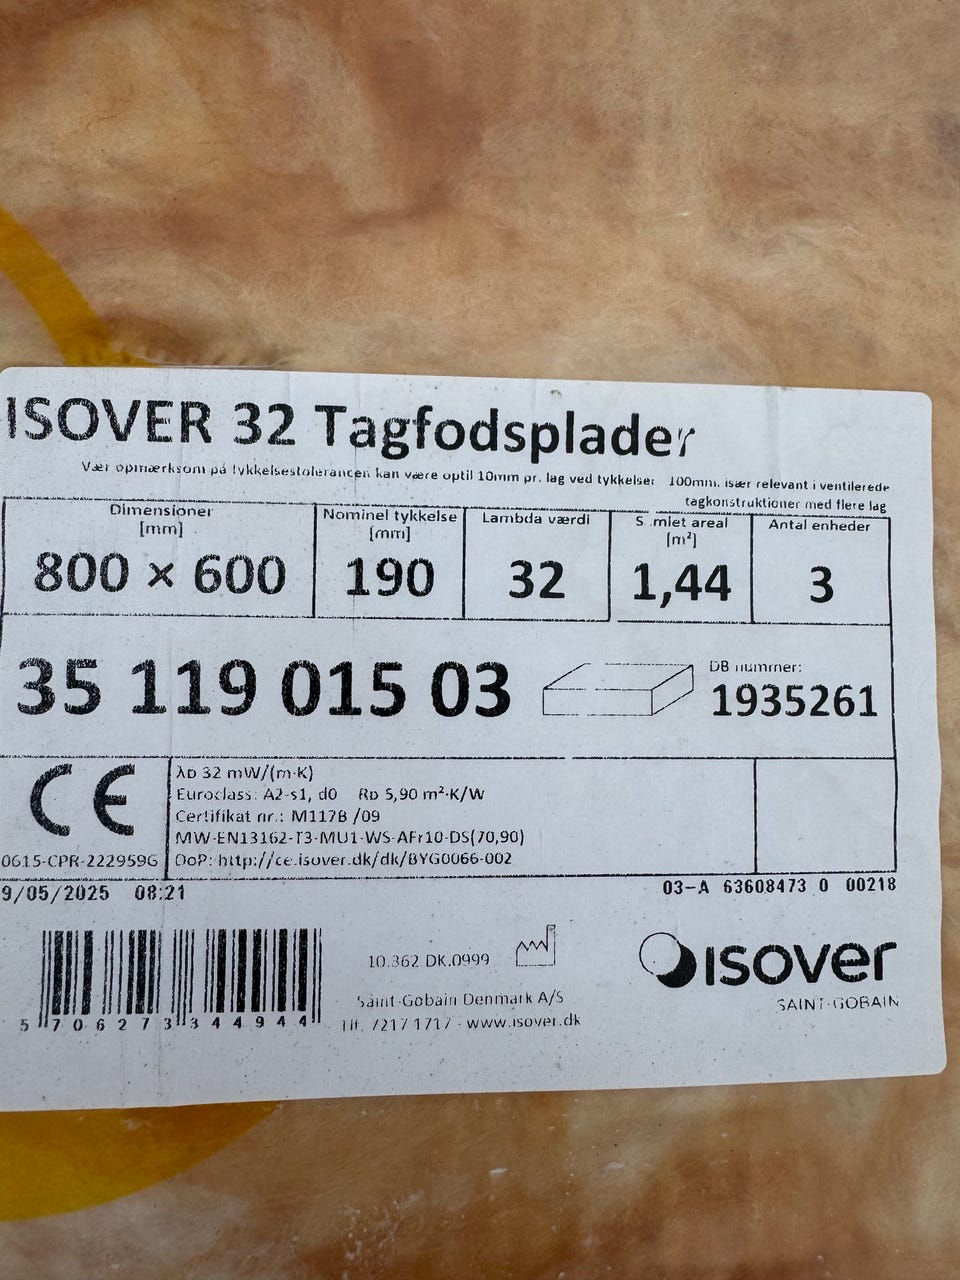 ISOVER 32 Tagfodsplader
Vær opmærksom på tykkelsestolerancen kan være optil 10mm pr. lag ved tykkelse: 100mm. især relevant i ventilerede
tagkonstruktioner med flere lag
Dimensioner [mm] Nominel tykkelse [mm] Lambda værdi S mlet areal [m²] Antal enheder
800 × 600 190 32 1,44 3
35 119 015 03
DB nummer:
1935261
CE
0615-CPR-222959G
λD 32 mW/(m·K)
Euroclass: A2-s1, d0 RD 5,90 m²·K/W
Certifikat nr.: M117B /09
MW-EN13162-T3-MU1-WS-AFr10-DS(70,90)
DoP: http://ce.isover.dk/dk/BYG0066-002
9/05/2025 08:21
03-A 63608473 0 00218
5 706273 344944
10.362 DK.0999
Saint-Gobain Denmark A/S
Tlf. 7217 1717 · www.isover.dk
isover
SAINT-GOBAIN